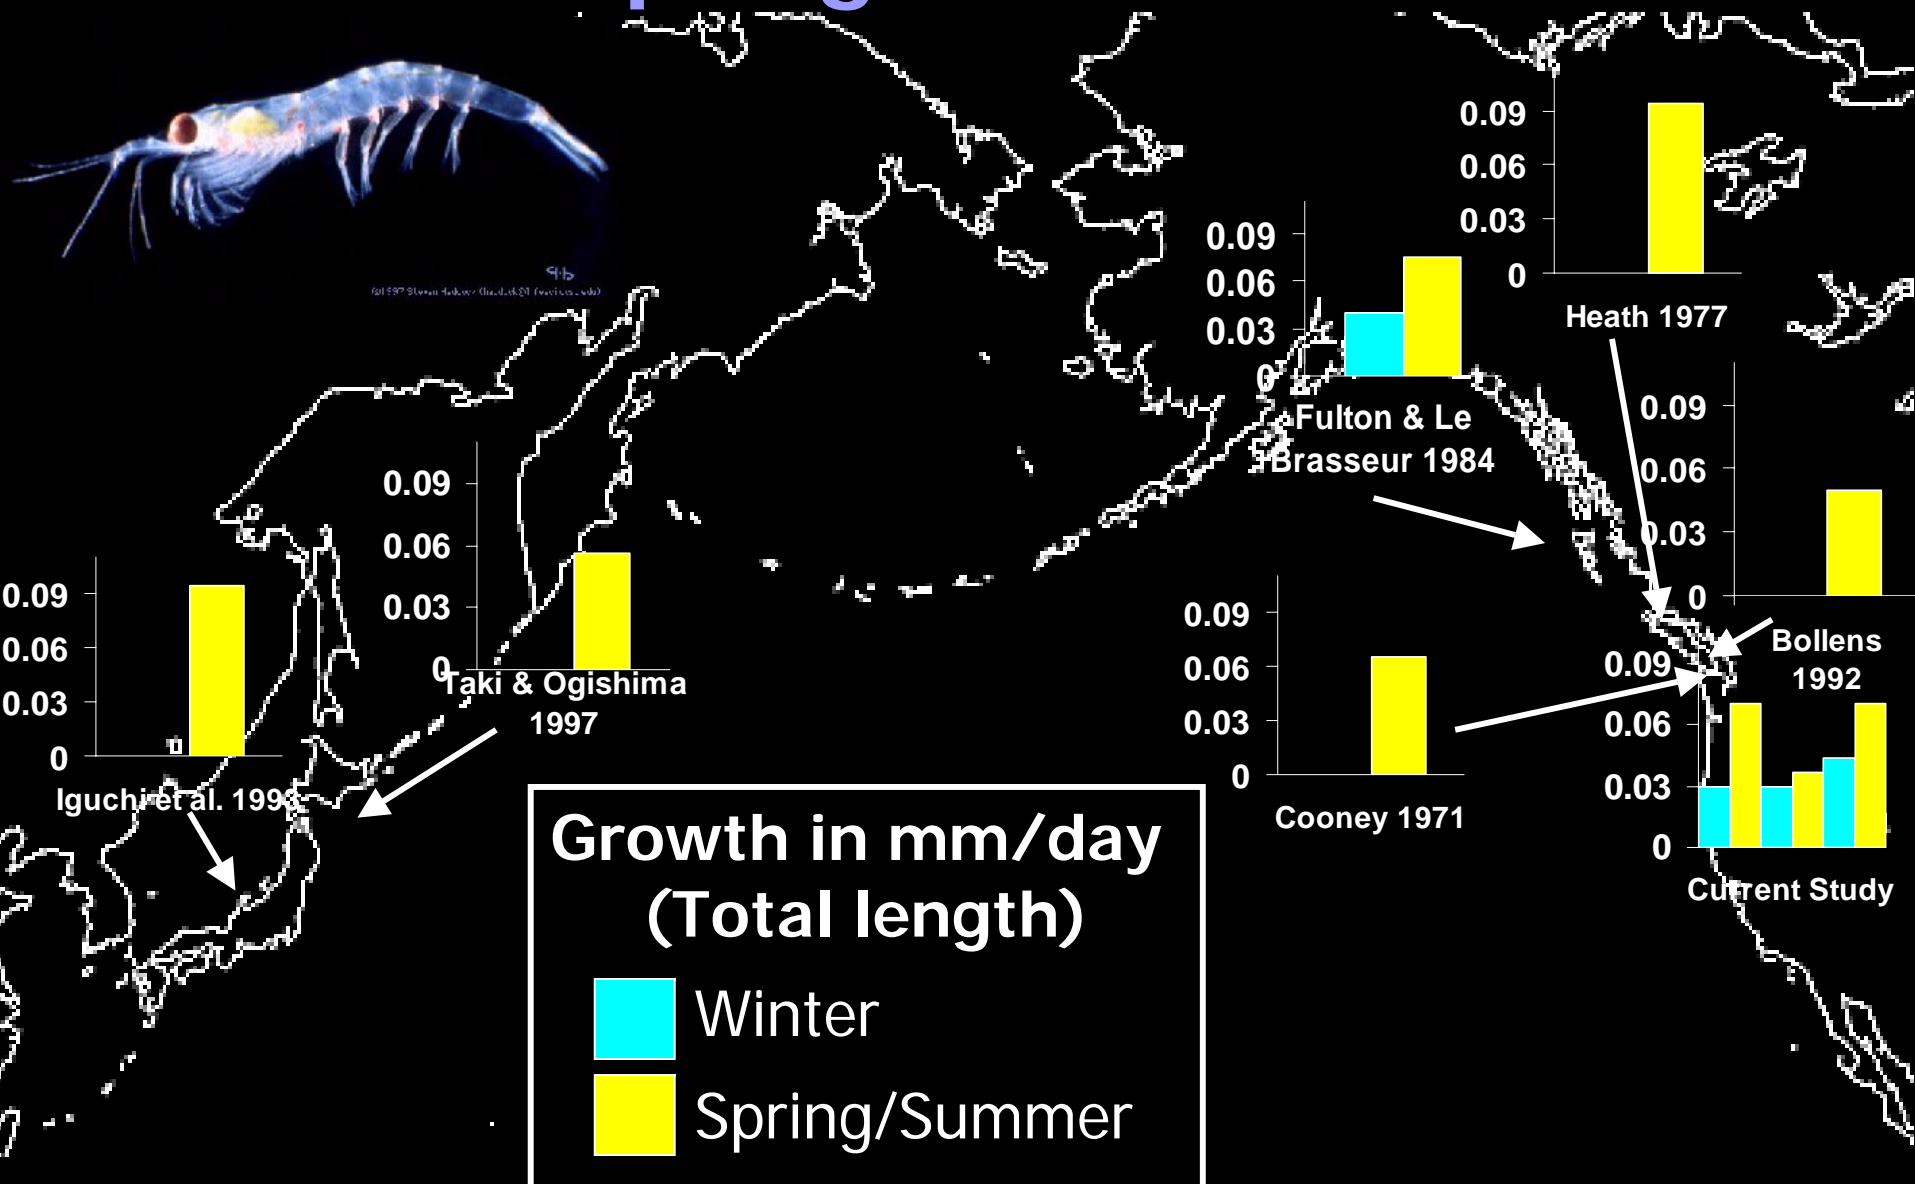 0.09
0.06
0.03
0
Heath 1977
0.09
0.06
0.03
0
Fulton & Le
Brasseur 1984
0.09
0.06
0.03
0
Bollens
1992
0.09
0.06
0.03
0
Taki & Ogishima
1997
0.09
0.06
0.03
0
Iguchi et al. 199
0.09
0.06
0.03
0
Cooney 1971
0.09
0.06
0.03
0
Current Study
Growth in mm/day
(Total length)
Winter
Spring/Summer